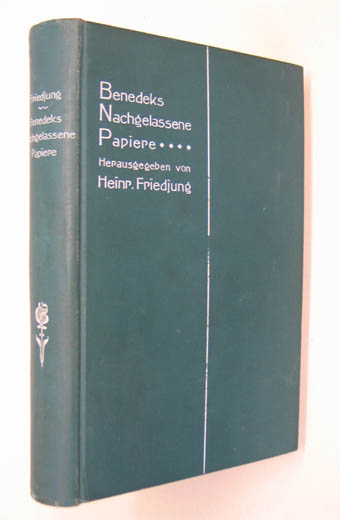 Benedeks
Nachgelassene
Papiere
Herausgegeben von
Heinr. Friedjung
Friedjung
Benedeks
Nachgelassene
Papiere